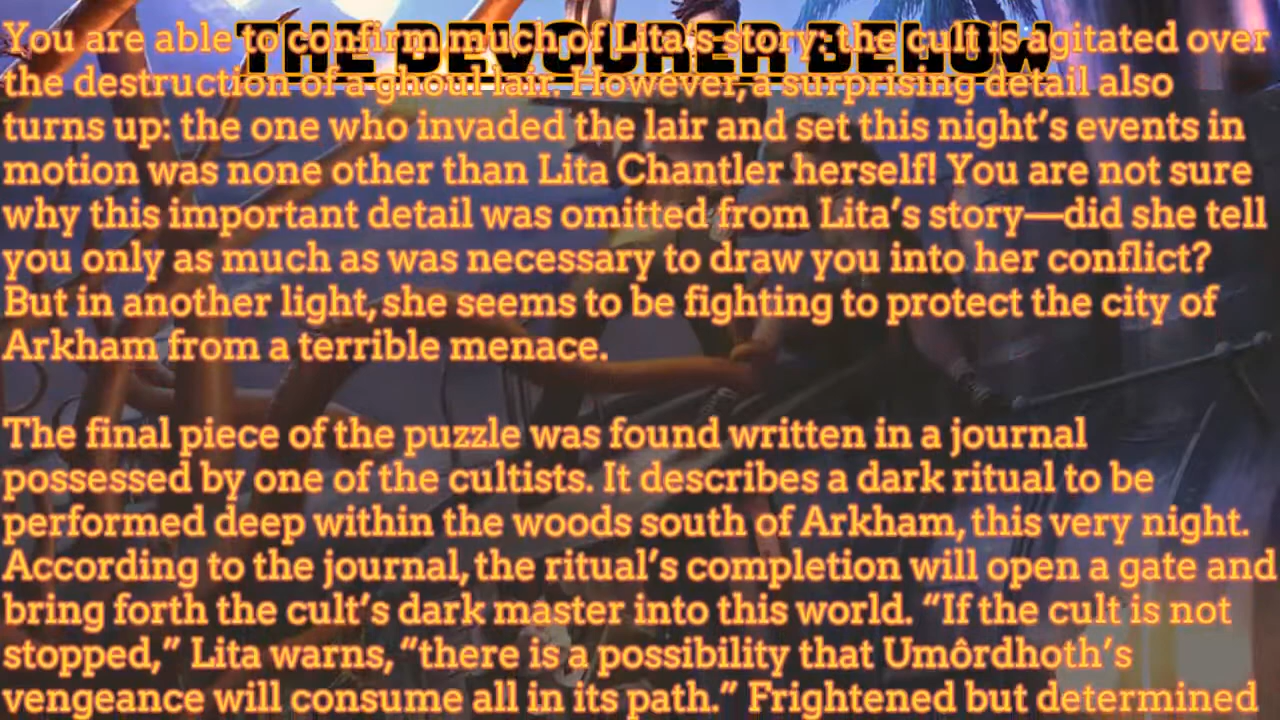 THE DEVOURER BELOW
You are able to confirm much of Lita's story: the cult is agitated over
the destruction of a ghoul lair. However, a surprising detail also
turns up: the one who invaded the lair and set this night’s events in
motion was none other than Lita Chantler herself! You are not sure
why this important detail was omitted from Lita’s story—did she tell
you only as much as was necessary to draw you into her conflict?
But in another light, she seems to be fighting to protect the city of
Arkham from a terrible menace.
The final piece of the puzzle was found written in a journal
possessed by one of the cultists. It describes a dark ritual to be
performed deep within the woods south of Arkham, this very night.
According to the journal, the ritual’s completion will open a gate and
bring forth the cult’s dark master into this world. “If the cult is not
stopped,” Lita warns, “there is a possibility that Umôrdhoth’s
vengeance will consume all in its path.” Frightened but determined